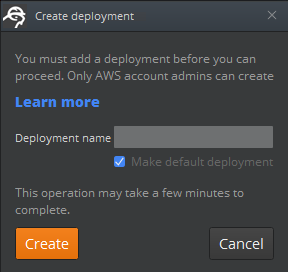 Create deployment
You must add a deployment before you can
proceed. Only AWS account admins can create
Learn more
Deployment name
Make default deployment
This operation may take a few minutes to
complete.
Create
Cancel